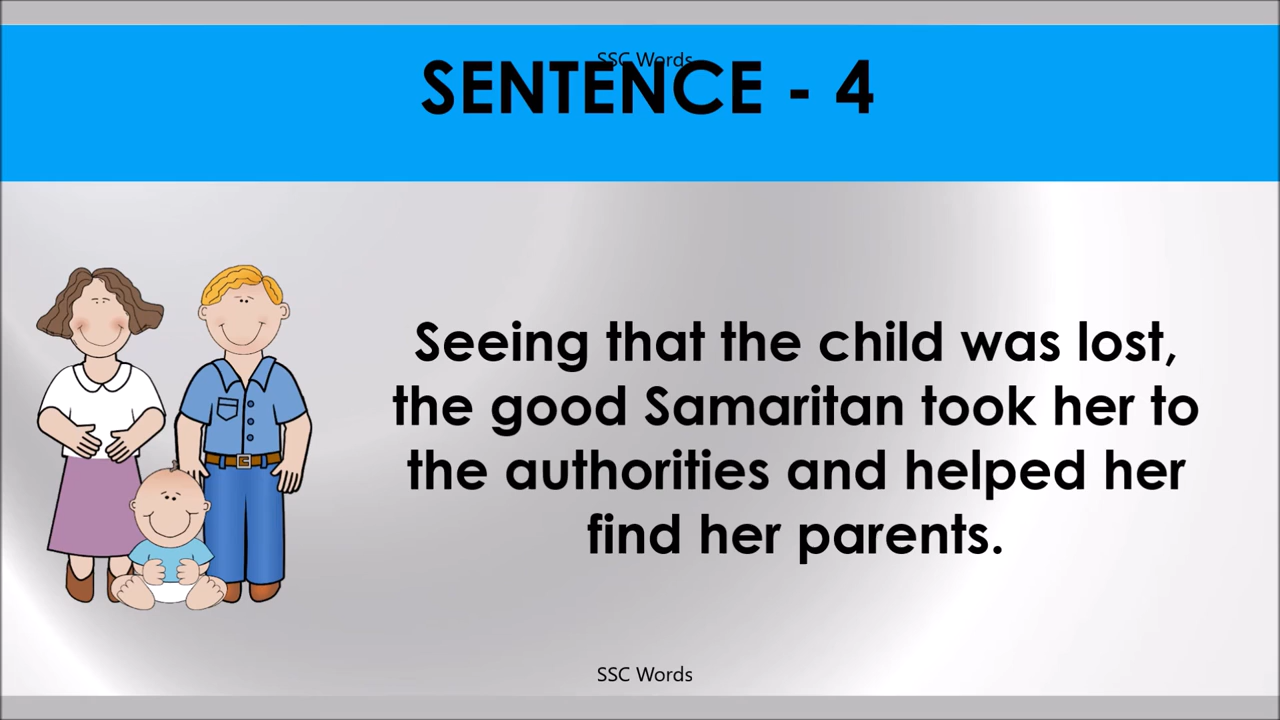 SSC Words
SENTENCE - 4
Seeing that the child was lost,
the good Samaritan took her to
the authorities and helped her
find her parents.
SSC Words